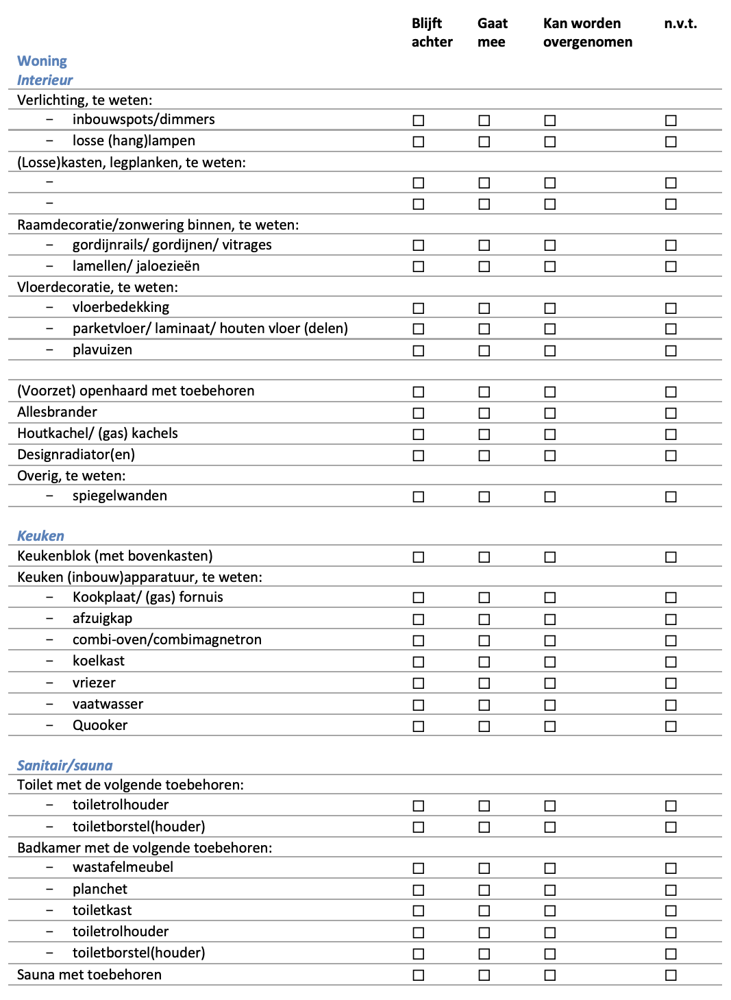 Blijft achter Gaat mee Kan worden overgenomen n.v.t.
Woning
Interieur
Verlichting, te weten:
– inbouwspots/dimmers ☐ ☐ ☐ ☐
– losse (hang)lampen ☐ ☐ ☐ ☐
(Losse)kasten, legplanken, te weten:
– ☐ ☐ ☐ ☐
– ☐ ☐ ☐ ☐
Raamdecoratie/zonwering binnen, te weten:
– gordijnrails/ gordijnen/ vitrages ☐ ☐ ☐ ☐
– lamellen/ jaloezieën ☐ ☐ ☐ ☐
Vloerdecoratie, te weten:
– vloerbedekking ☐ ☐ ☐ ☐
– parketvloer/ laminaat/ houten vloer (delen) ☐ ☐ ☐ ☐
– plavuizen ☐ ☐ ☐ ☐
(Voorzet) openhaard met toebehoren ☐ ☐ ☐ ☐
Allesbrander ☐ ☐ ☐ ☐
Houtkachel/ (gas) kachels ☐ ☐ ☐ ☐
Designradiator(en) ☐ ☐ ☐ ☐
Overig, te weten:
– spiegelwanden ☐ ☐ ☐ ☐
Keuken
Keukenblok (met bovenkasten) ☐ ☐ ☐ ☐
Keuken (inbouw)apparatuur, te weten:
– Kookplaat/ (gas) fornuis ☐ ☐ ☐ ☐
– afzuigkap ☐ ☐ ☐ ☐
– combi-oven/combimagnetron ☐ ☐ ☐ ☐
– koelkast ☐ ☐ ☐ ☐
– vriezer ☐ ☐ ☐ ☐
– vaatwasser ☐ ☐ ☐ ☐
– Quooker ☐ ☐ ☐ ☐
Sanitair/sauna
Toilet met de volgende toebehoren:
– toiletrolhouder ☐ ☐ ☐ ☐
– toiletborstel(houder) ☐ ☐ ☐ ☐
Badkamer met de volgende toebehoren:
– wastafelmeubel ☐ ☐ ☐ ☐
– planchet ☐ ☐ ☐ ☐
– toiletkast ☐ ☐ ☐ ☐
– toiletrolhouder ☐ ☐ ☐ ☐
– toiletborstel(houder) ☐ ☐ ☐ ☐
Sauna met toebehoren ☐ ☐ ☐ ☐